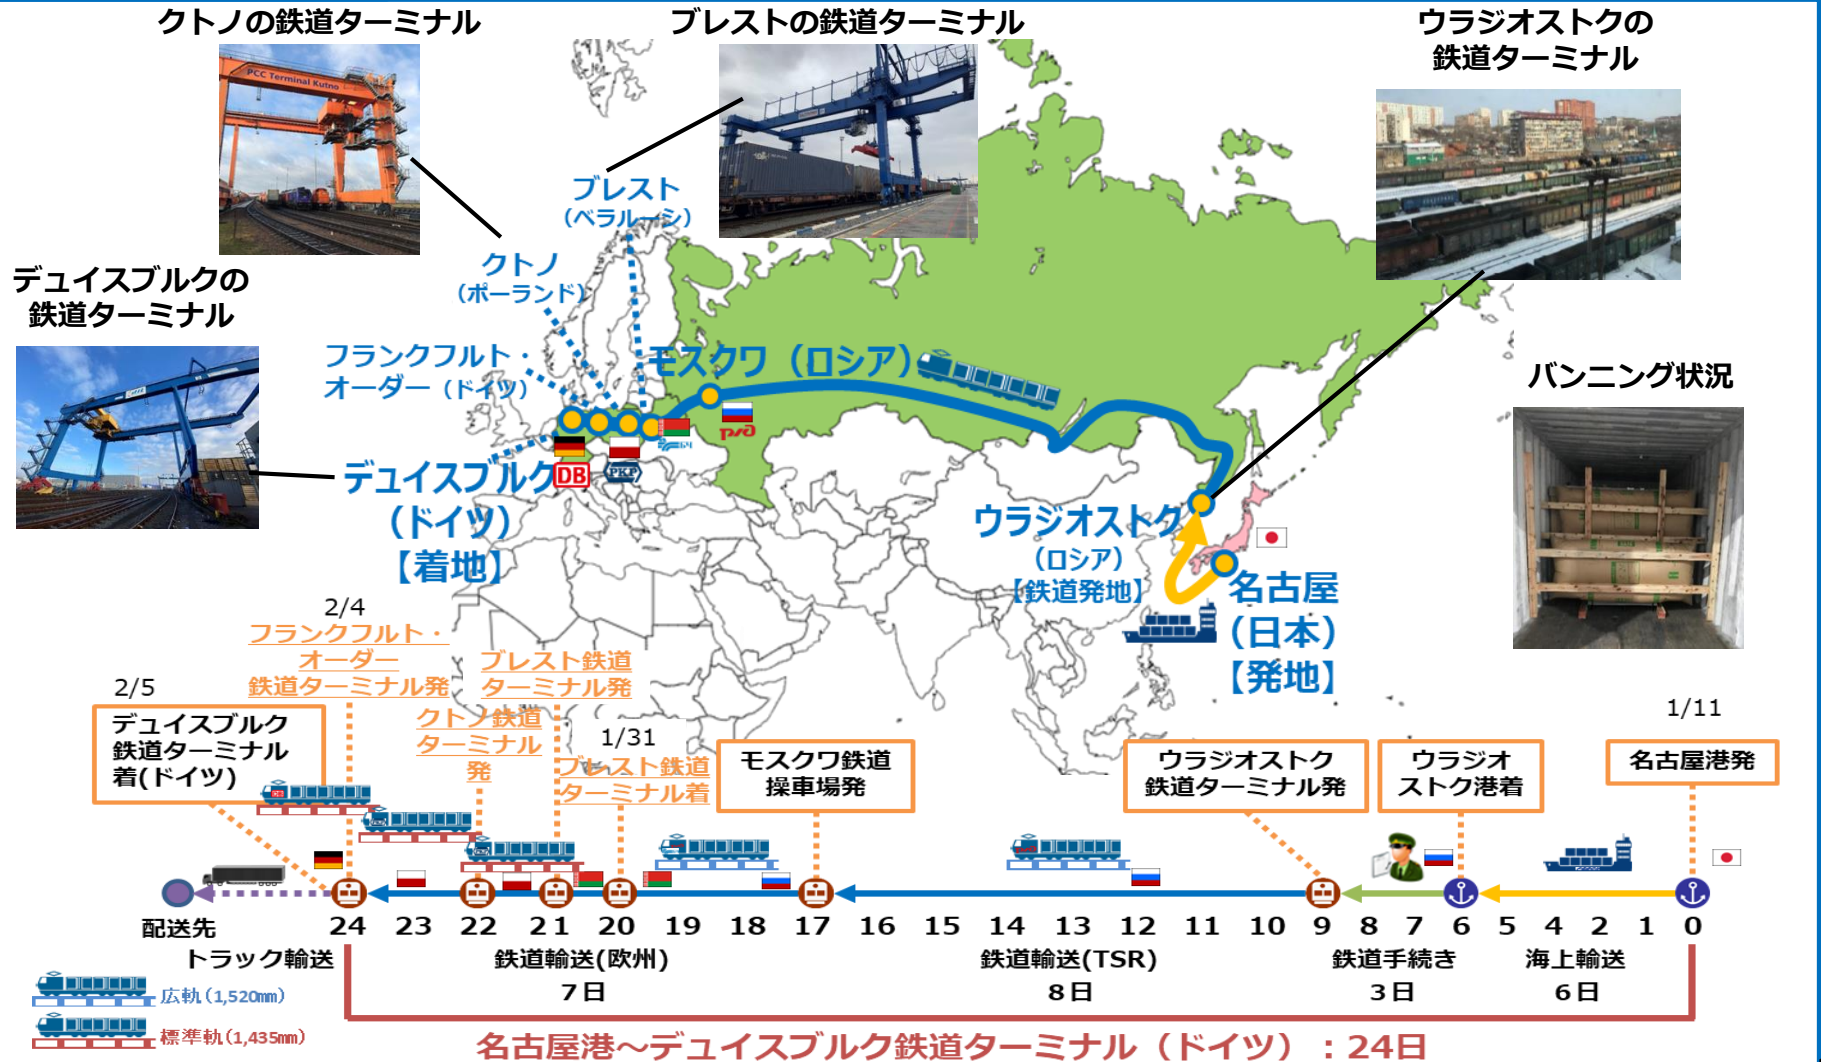 クトノの鉄道ターミナル
ブレストの鉄道ターミナル
ウラジオストクの
鉄道ターミナル
PCC Terminal Kutno
ブレスト
（ベラルーシ）
クトノ
（ポーランド）
デュイスブルクの
鉄道ターミナル
フランクフルト・
オーダー（ドイツ）
モスクワ（ロシア）
バンニング状況
pжд
БЧ
DB
PKP
デュイスブルク
（ドイツ）
【着地】
ウラジオストク
（ロシア）
【鉄道発地】
名古屋
（日本）
【発地】
2/4
フランクフルト・
オーダー
鉄道ターミナル発
ブレスト鉄道
ターミナル発
2/5
デュイスブルク
鉄道ターミナル
着(ドイツ)
クトノ鉄道
ターミナル
発
1/31
ブレスト鉄道
ターミナル着
モスクワ鉄道
操車場発
ウラジオストク
鉄道ターミナル発
ウラジオ
ストク港着
1/11
名古屋港発
配送先
24 23 22 21 20 19 18 17 16 15 14 13 12 11 10 9 8 7 6 5 4 2 1 0
トラック輸送
鉄道輸送(欧州)
7日
鉄道輸送(TSR)
8日
鉄道手続き
3日
海上輸送
6日
広軌(1,520mm)
標準軌(1,435mm)
名古屋港～デュイスブルク鉄道ターミナル（ドイツ）：24日